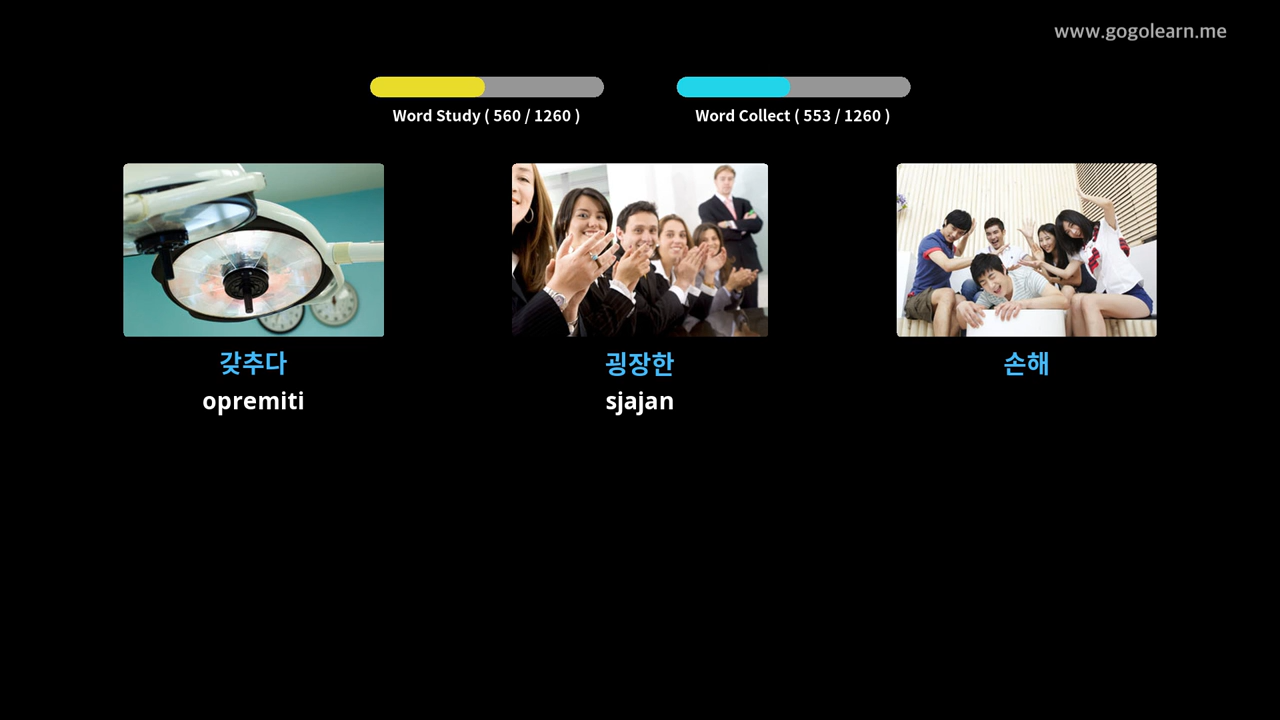 www.gogolearn.me
Word Study ( 560 / 1260 )
Word Collect ( 553 / 1260 )
갖추다
opremiti
굉장한
sjajan
손해